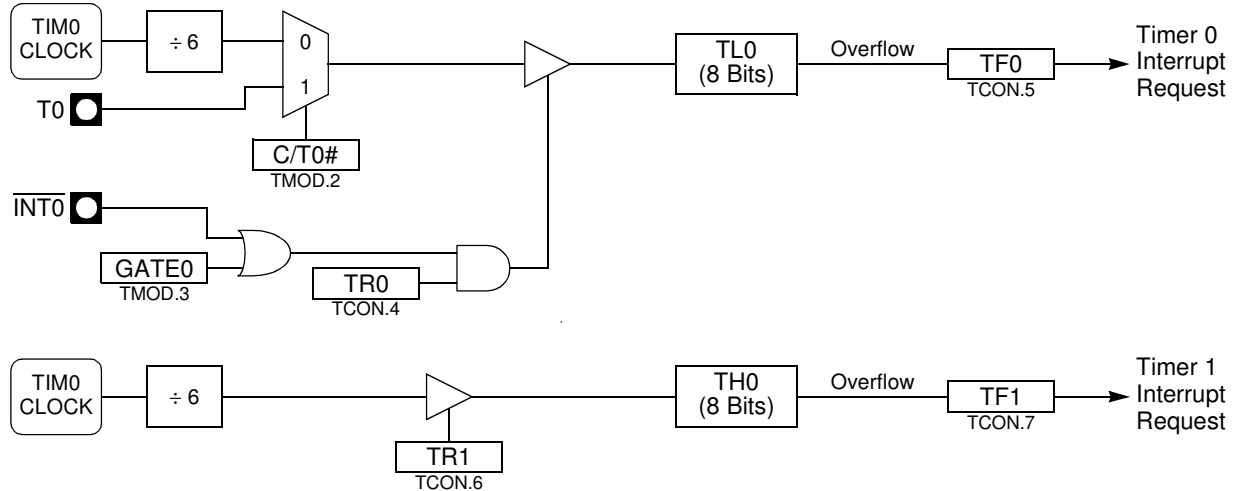 TIM0
CLOCK
÷ 6
0
1
T0
C/T0#
TMOD.2
TL0
(8 Bits)
Overflow
TF0
TCON.5
Timer 0
Interrupt
Request
INT0
GATE0
TMOD.3
TR0
TCON.4
TIM0
CLOCK
÷ 6
TR1
TCON.6
TH0
(8 Bits)
Overflow
TF1
TCON.7
Timer 1
Interrupt
Request